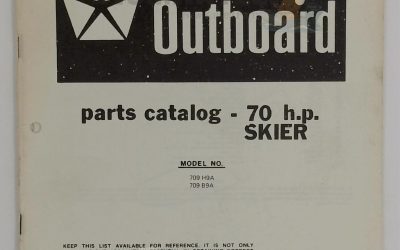 Outboard
parts catalog - 70 h.p.
SKIER
MODEL NO.
709 H9A
709 B9A
KEEP THIS LIST AVAILABLE FOR REFERENCE. IT IS NOT ONLY